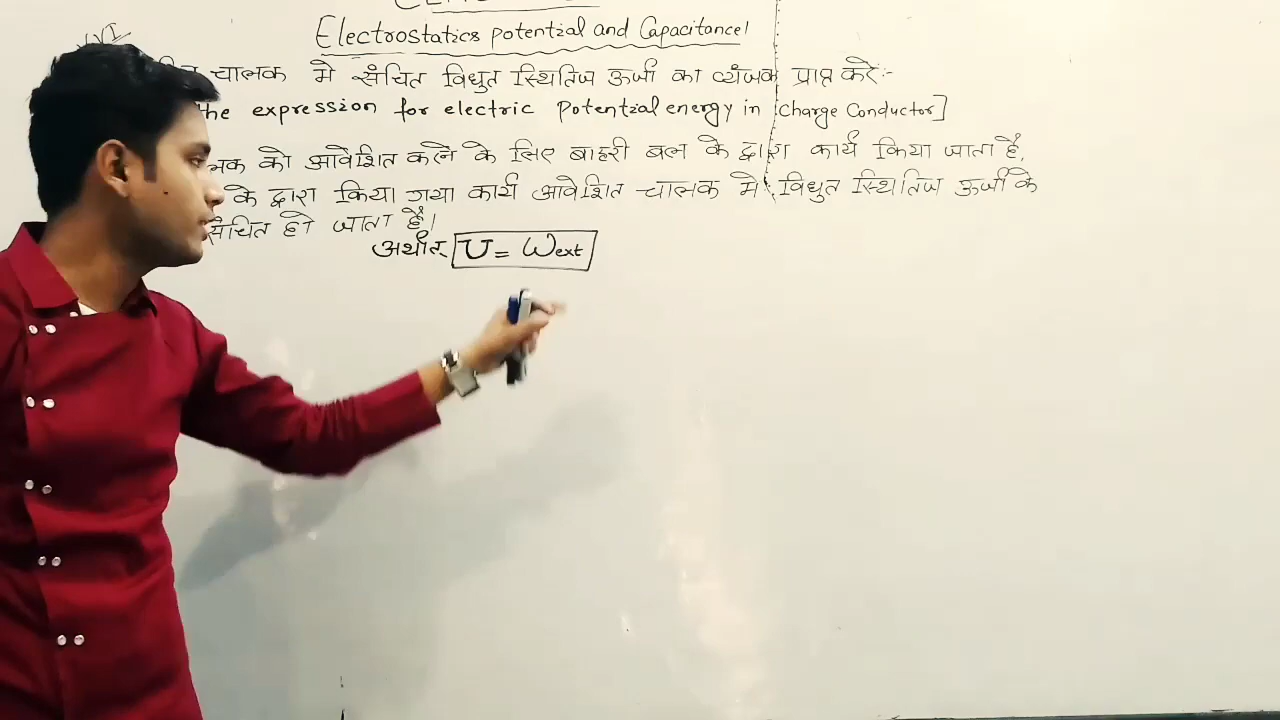 Electrostatics potential and Capacitance
चालक मे संचित विधुत स्थितिज ऊर्जा का व्यंजक प्राप्त करे:-
the expression for electric Potential energy in Charge Conductor]
को आवेशित करने के लिए बाहरी बल के द्वारा कार्य किया जाता है,
के द्वारा किया गया कार्य आवेशित चालक मे विधुत स्थितिज ऊर्जा के
संचित हो जाता है।
अर्थात् U = Wext